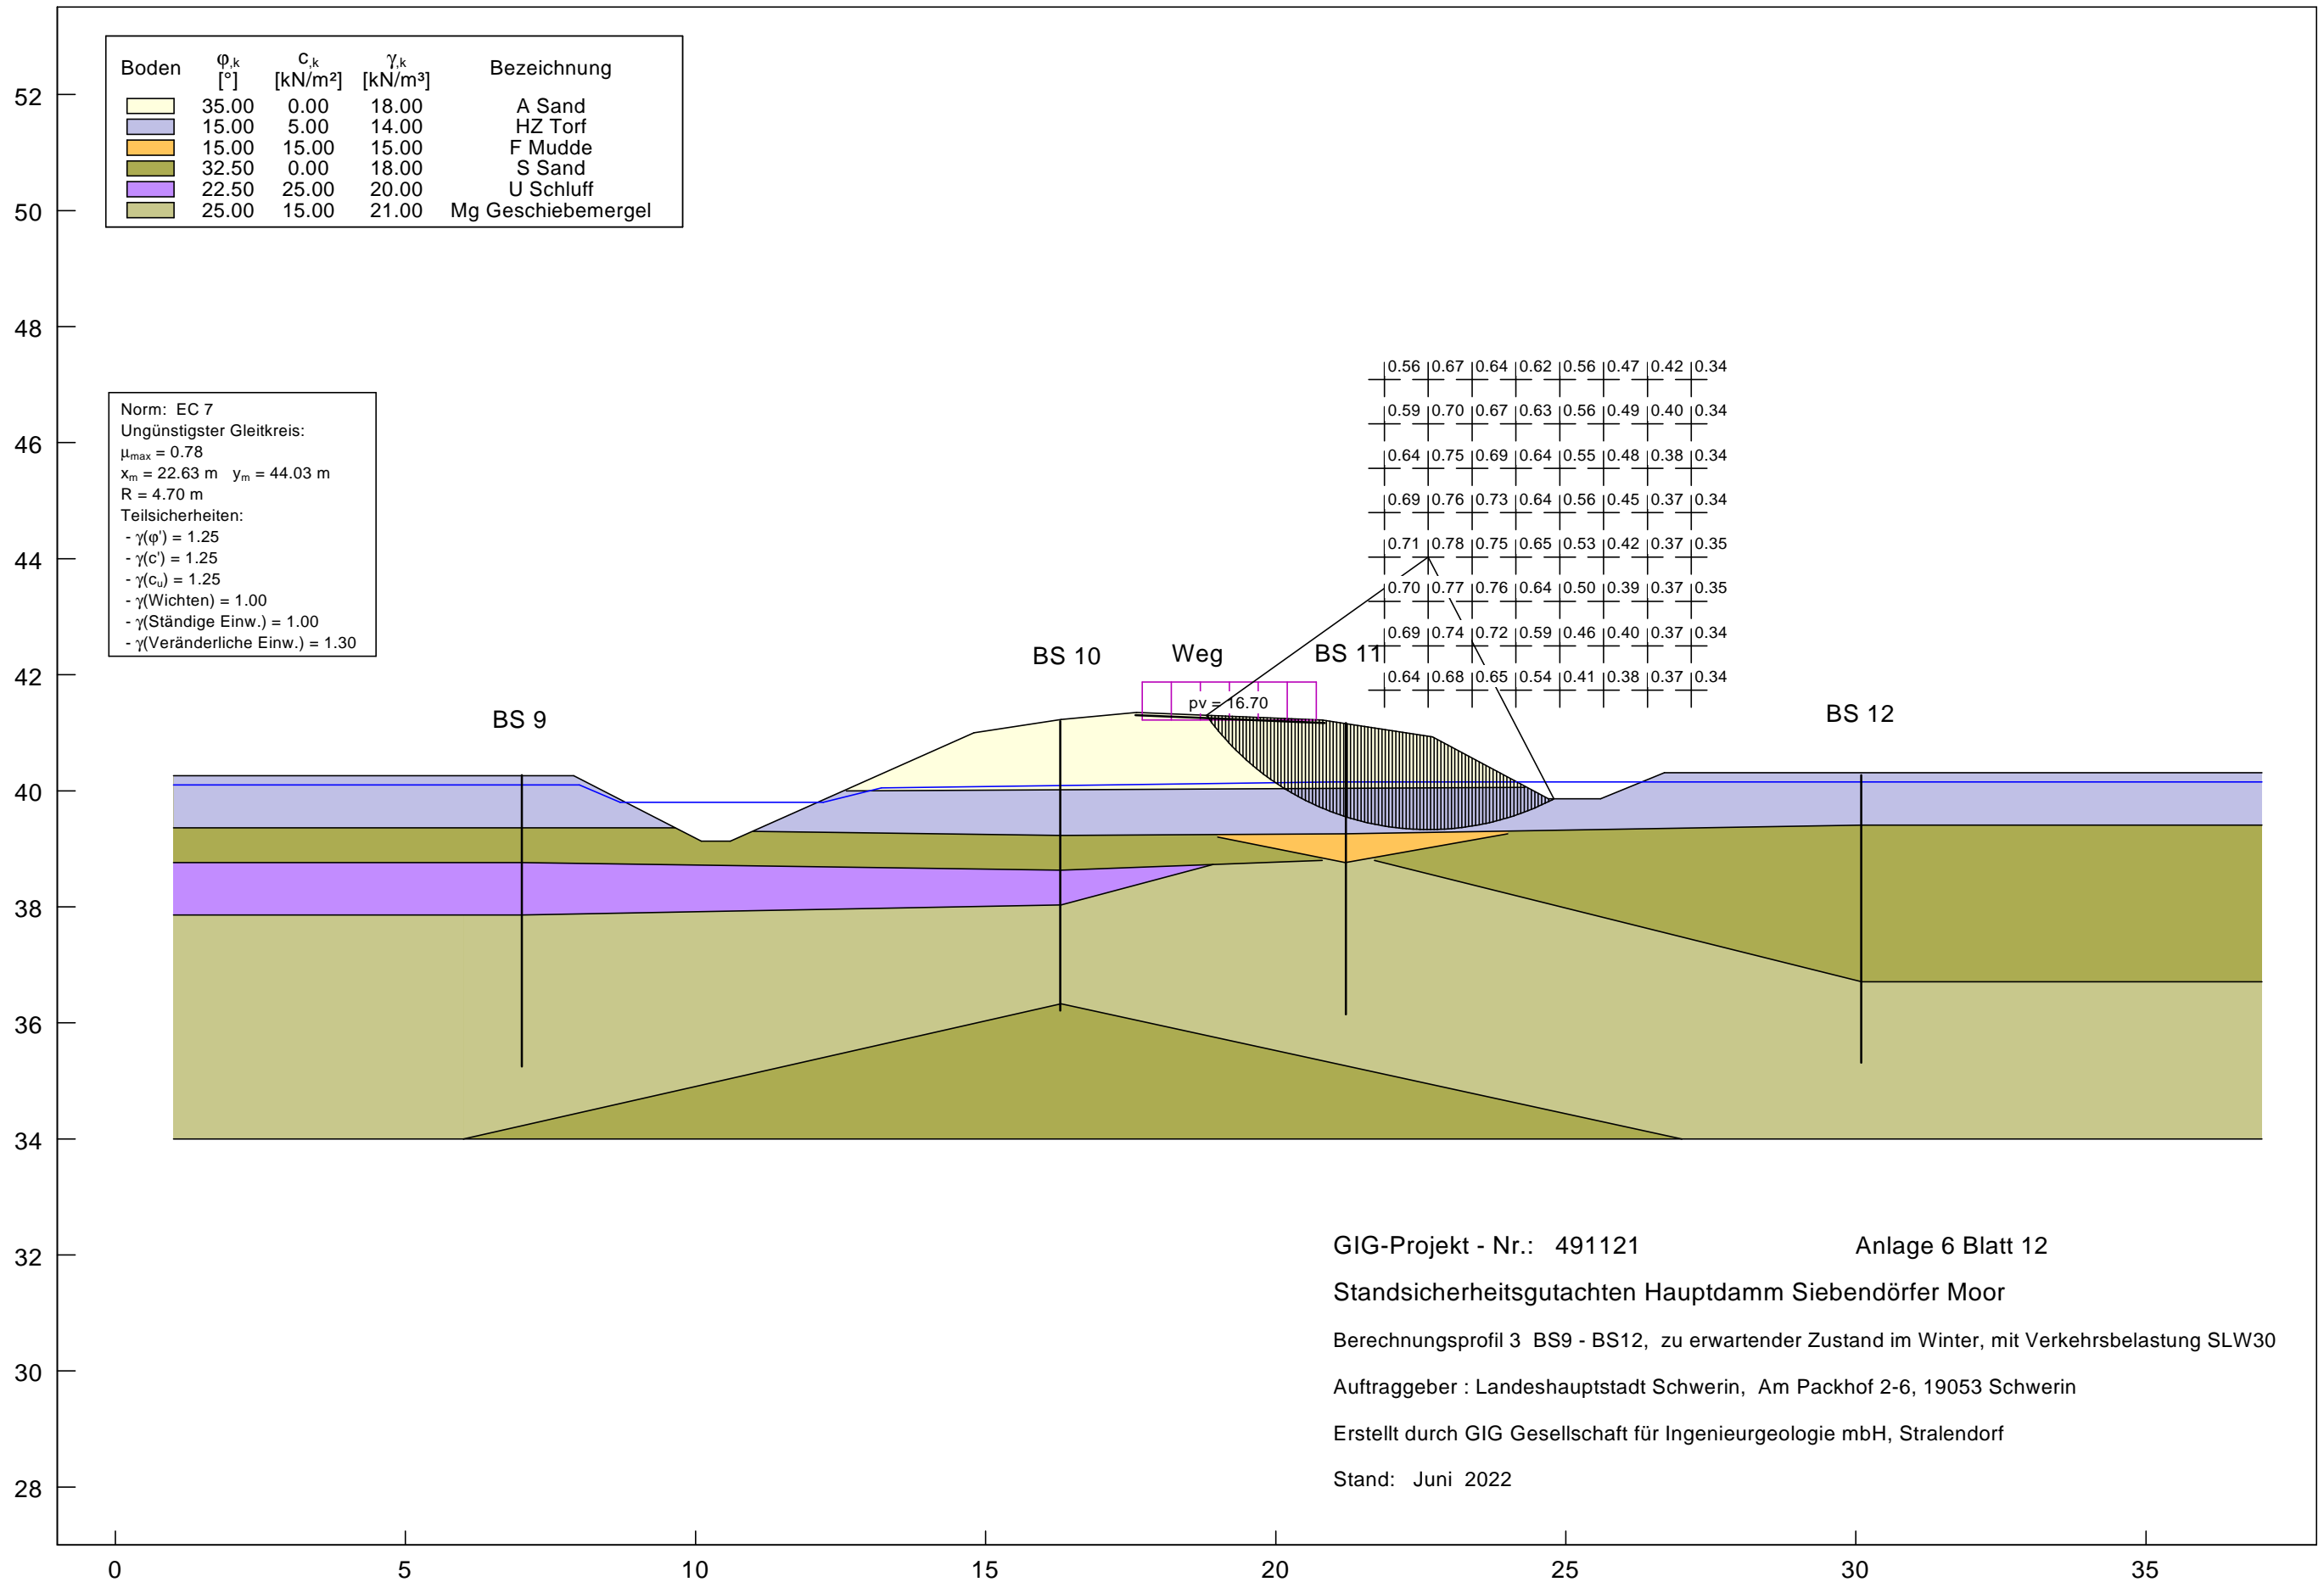 Boden φ,k c,k γ,k Bezeichnung
[°] [kN/m²] [kN/m³]
35.00 0.00 18.00 A Sand
15.00 5.00 14.00 HZ Torf
15.00 15.00 15.00 F Mudde
32.50 0.00 18.00 S Sand
22.50 25.00 20.00 U Schluff
25.00 15.00 21.00 Mg Geschiebemergel
52
50
48
46
44
42
40
38
36
34
32
30
28
Norm: EC 7
Ungünstigster Gleitkreis:
μmax = 0.78
xm = 22.63 m ym = 44.03 m
R = 4.70 m
Teilsicherheiten:
- γ(φ') = 1.25
- γ(c') = 1.25
- γ(cu) = 1.25
- γ(Wichten) = 1.00
- γ(Ständige Einw.) = 1.00
- γ(Veränderliche Einw.) = 1.30
0.56 0.67 0.64 0.62 0.56 0.47 0.42 0.34
0.59 0.70 0.67 0.63 0.56 0.49 0.40 0.34
0.64 0.75 0.69 0.64 0.55 0.48 0.38 0.34
0.69 0.76 0.73 0.64 0.56 0.45 0.37 0.34
0.71 0.78 0.75 0.65 0.53 0.42 0.37 0.35
0.70 0.77 0.76 0.64 0.50 0.39 0.37 0.35
0.69 0.74 0.72 0.59 0.46 0.40 0.37 0.34
0.64 0.68 0.65 0.54 0.41 0.38 0.37 0.34
BS 9
BS 10
Weg
BS 11
BS 12
pv = 16.70
GIG-Projekt - Nr.: 491121 Anlage 6 Blatt 12
Standsicherheitsgutachten Hauptdamm Siebendörfer Moor
Berechnungsprofil 3 BS9 - BS12, zu erwartender Zustand im Winter, mit Verkehrsbelastung SLW30
Auftraggeber : Landeshauptstadt Schwerin, Am Packhof 2-6, 19053 Schwerin
Erstellt durch GIG Gesellschaft für Ingenieurgeologie mbH, Stralendorf
Stand: Juni 2022
0 5 10 15 20 25 30 35